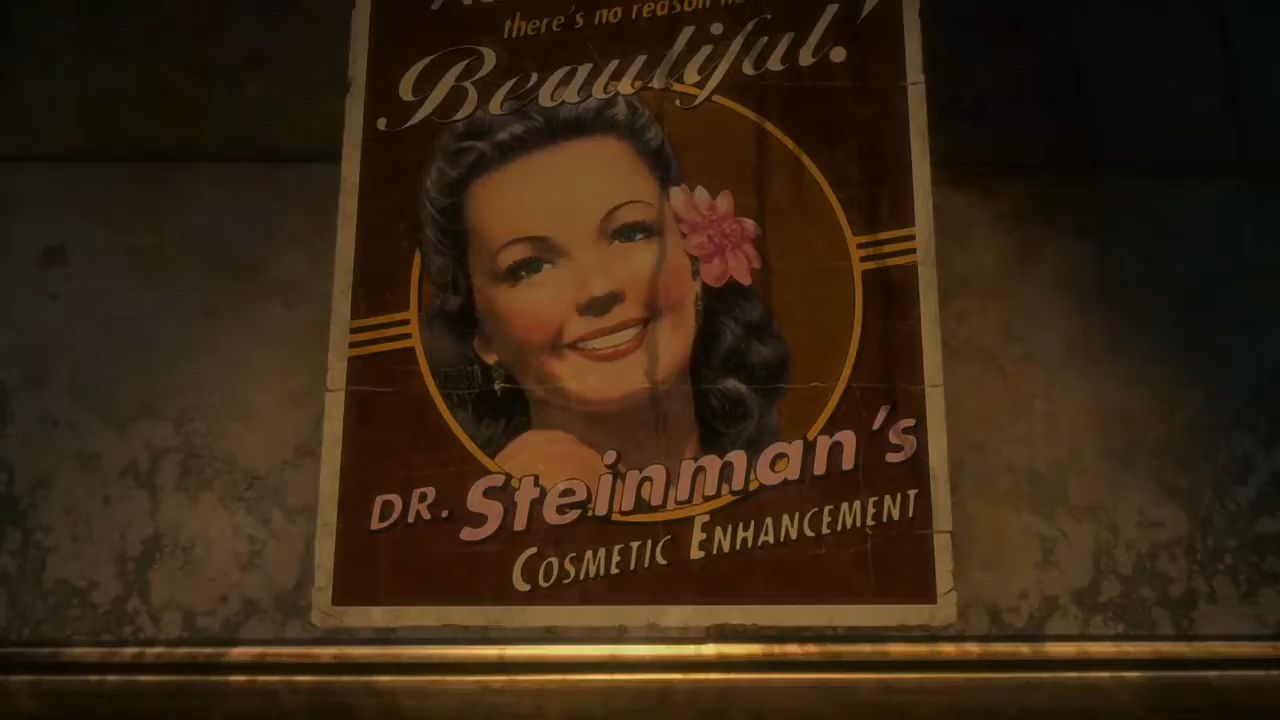 there's no reason
Beautiful!
DR. Steinman's
COSMETIC ENHANCEMENT